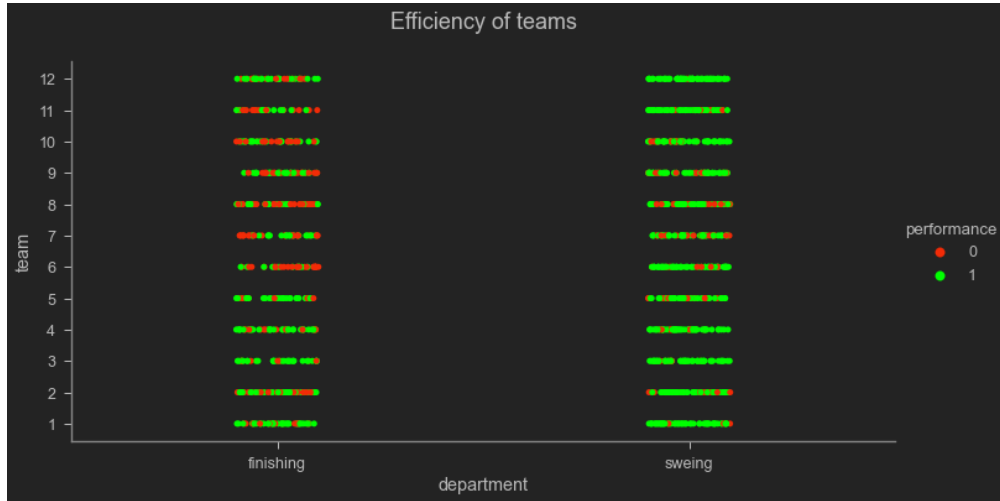 Efficiency of teams
12
11
10
9
8
7
6
5
4
3
2
1
team
finishing
sweing
department
performance
0
1